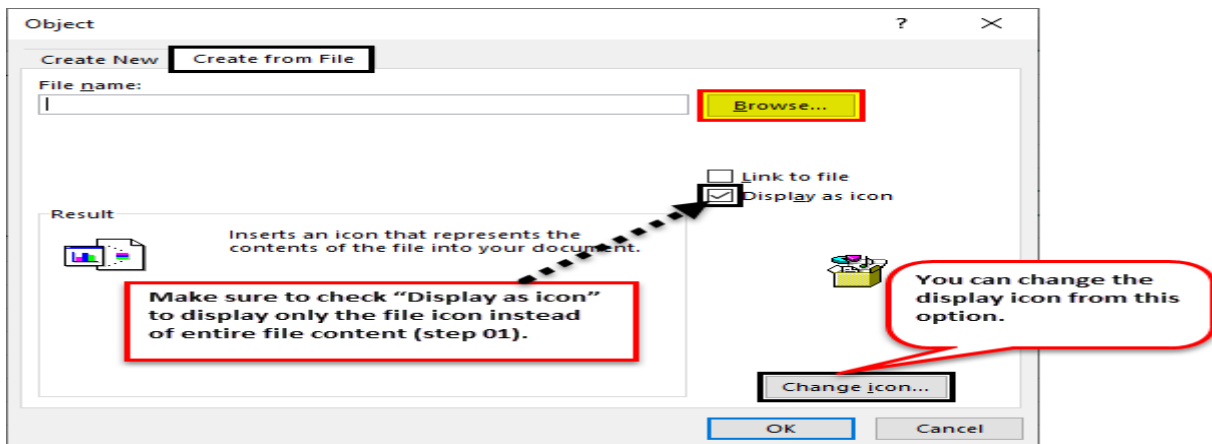 Object
?
Create New
Create from File
File name:
Browse...
Link to file
Display as icon
Result
Inserts an icon that represents the
contents of the file into your document.
Make sure to check “Display as icon”
to display only the file icon instead
of entire file content (step 01).
You can change the
display icon from this
option.
Change icon...
OK
Cancel